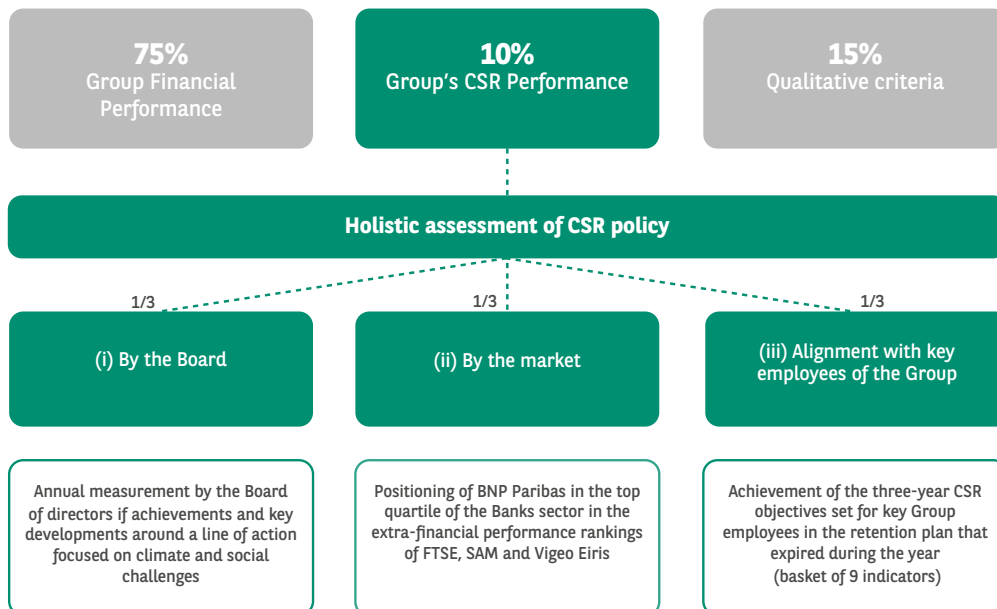 75%
Group Financial
Performance
10%
Group's CSR Performance
15%
Qualitative criteria
Holistic assessment of CSR policy
1/3
1/3
1/3
(i) By the Board
(ii) By the market
(iii) Alignment with key
employees of the Group
Annual measurement by the Board
of directors if achievements and key
developments around a line of action
focused on climate and social
challenges
Positioning of BNP Paribas in the top
quartile of the Banks sector in the
extra-financial performance rankings
of FTSE, SAM and Vigeo Eiris
Achievement of the three-year CSR
objectives set for key Group
employees in the retention plan that
expired during the year
(basket of 9 indicators)